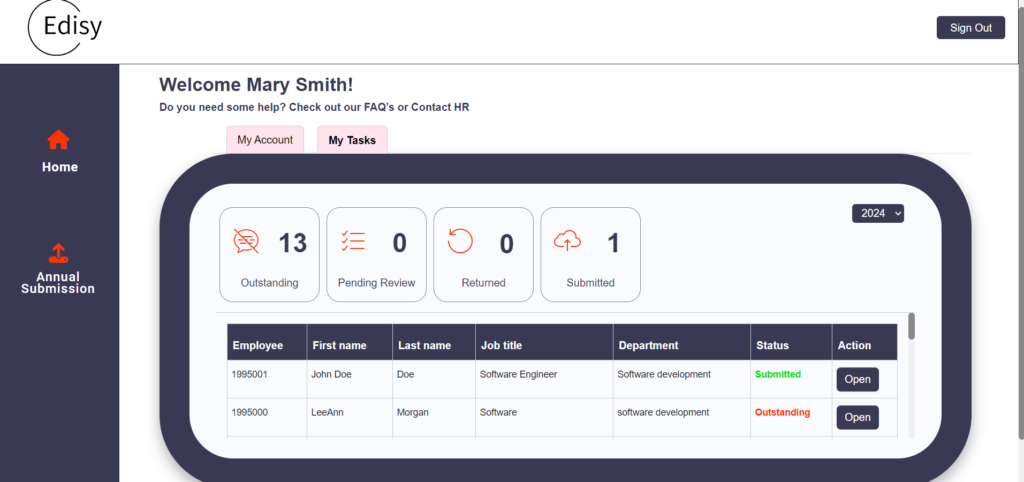 Edisy
Sign Out
Welcome Mary Smith!
Do you need some help? Check out our FAQ's or Contact HR
My Account My Tasks
Home
Annual
Submission
2024
13 0 0 1
Outstanding Pending Review Returned Submitted
Employee First name Last name Job title Department Status Action
1995001 John Doe Doe Software Engineer Software development Submitted Open
1995000 LeeAnn Morgan Software software development Outstanding Open